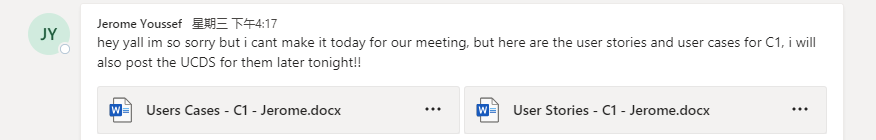 JY
Jerome Youssef 星期三 下午4:17
hey yall im so sorry but i cant make it today for our meeting, but here are the user stories and user cases for C1, i will
also post the UCDS for them later tonight!!
Users Cases - C1 - Jerome.docx ... User Stories - C1 - Jerome.docx ...